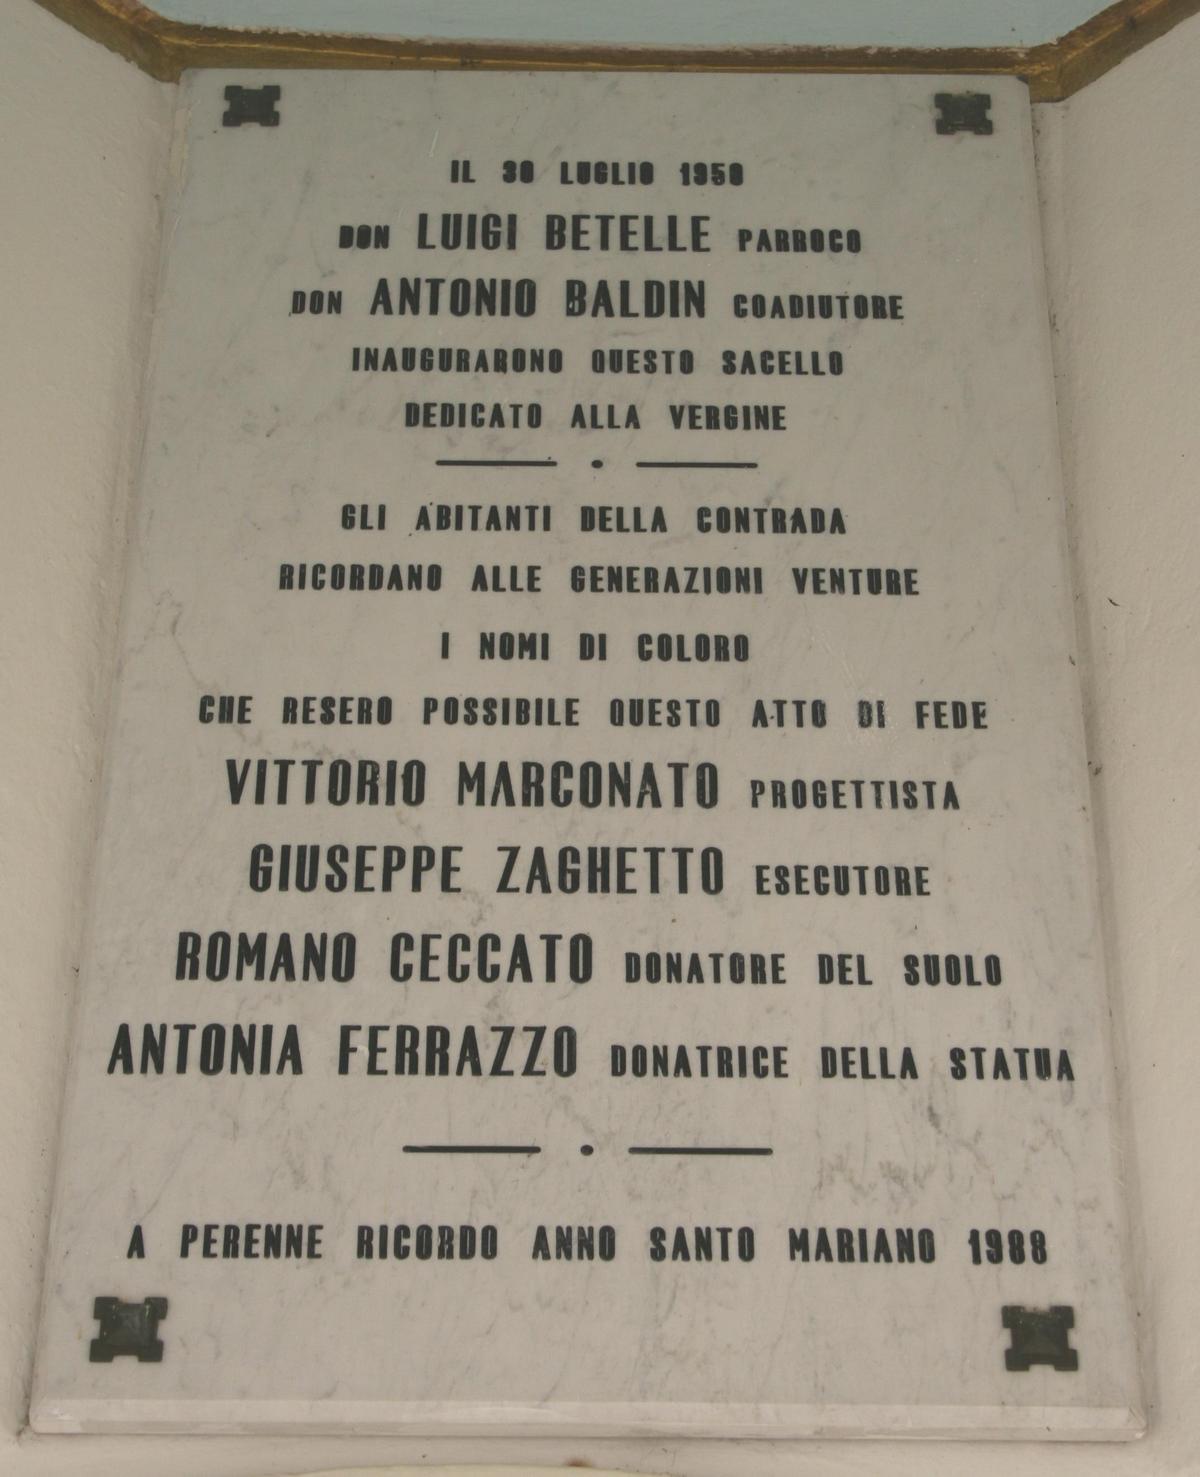 IL 30 LUGLIO 1950
DON LUIGI BETELLE PARROCO
DON ANTONIO BALDIN COADIUTORE
INAUGURARONO QUESTO SACELLO
DEDICATO ALLA VERGINE
GLI ABITANTI DELLA CONTRADA
RICORDANO ALLE GENERAZIONI VENTURE
I NOMI DI COLORO
CHE RESERO POSSIBILE QUESTO ATTO DI FEDE
VITTORIO MARCONATO PROGETTISTA
GIUSEPPE ZAGHETTO ESECUTORE
ROMANO CECCATO DONATORE DEL SUOLO
ANTONIA FERRAZZO DONATRICE DELLA STATUA
A PERENNE RICORDO ANNO SANTO MARIANO 1988